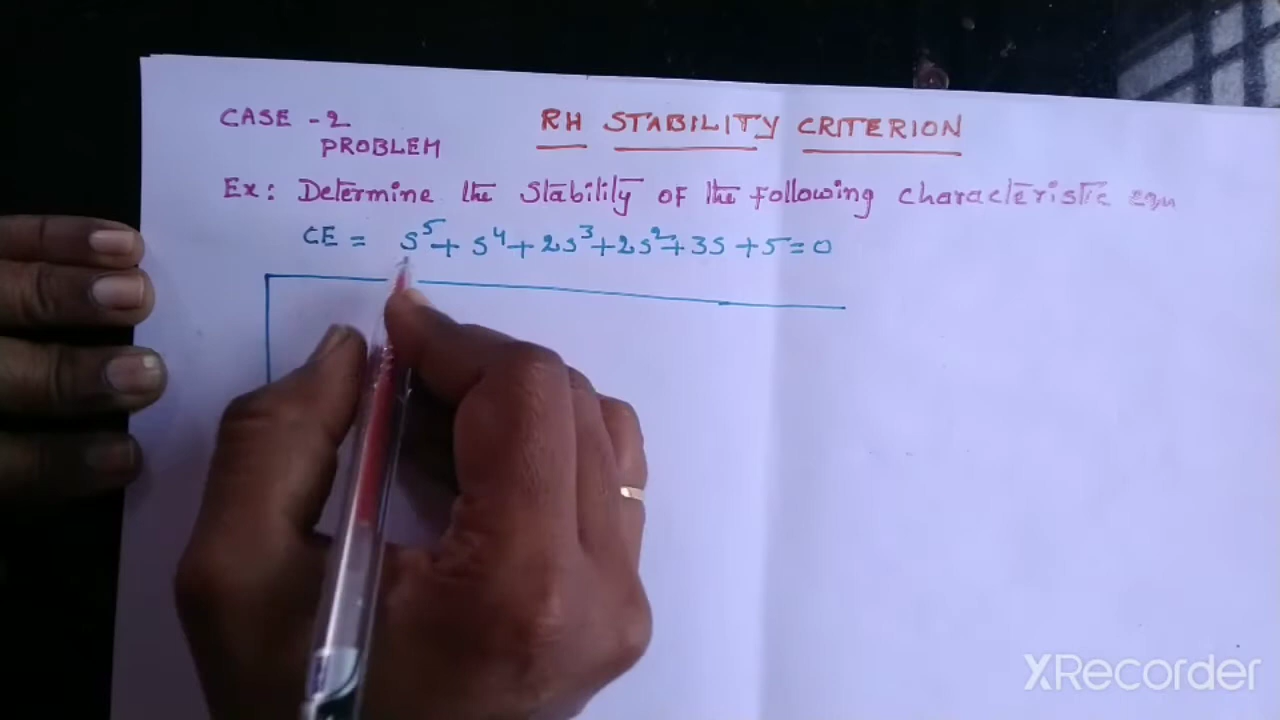 CASE - 2 RH STABILITY CRITERION
PROBLEM
Ex: Determine the Stability of the following characteristic eqn
CE = s⁵ + s⁴ + 2s³ + 2s² + 3s + 5 = 0
XRecorder